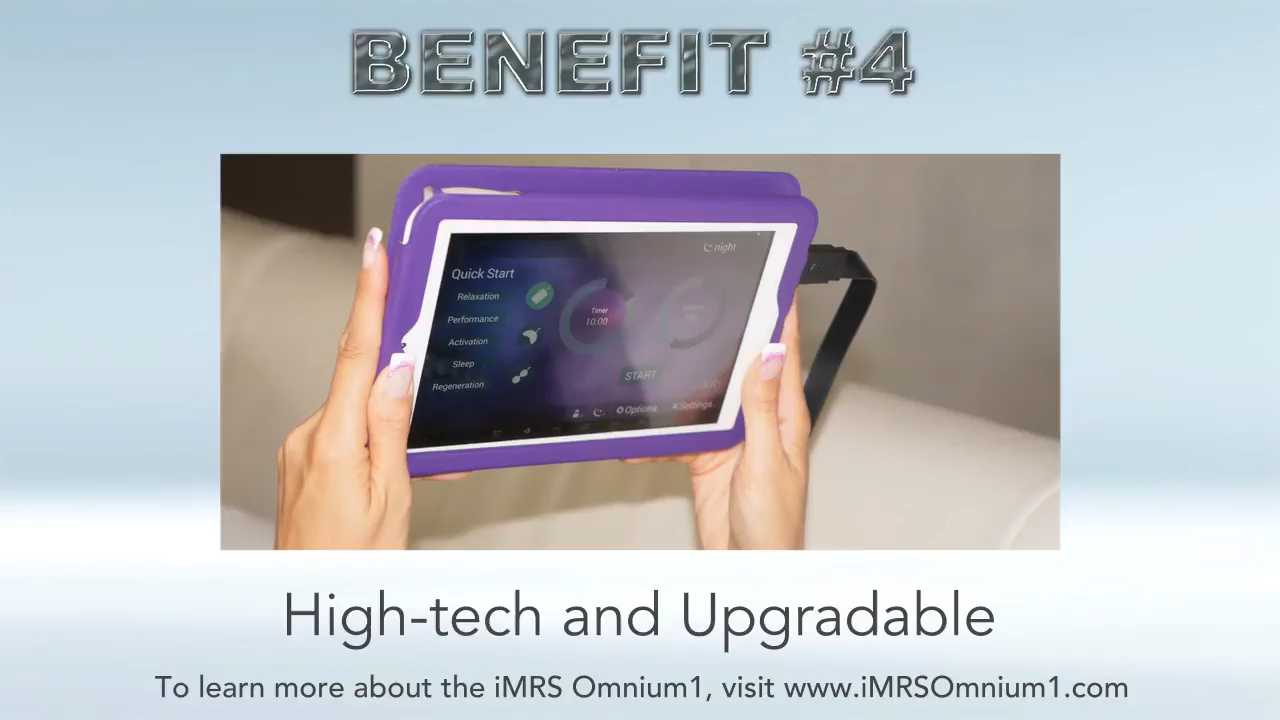 BENEFIT #4
night
Quick Start
Relaxation
Performance
Activation
Sleep
Regeneration
Timer
10:00
START
Options
Settings
High-tech and Upgradable
To learn more about the iMRS Omnium1, visit www.iMRSOmnium1.com